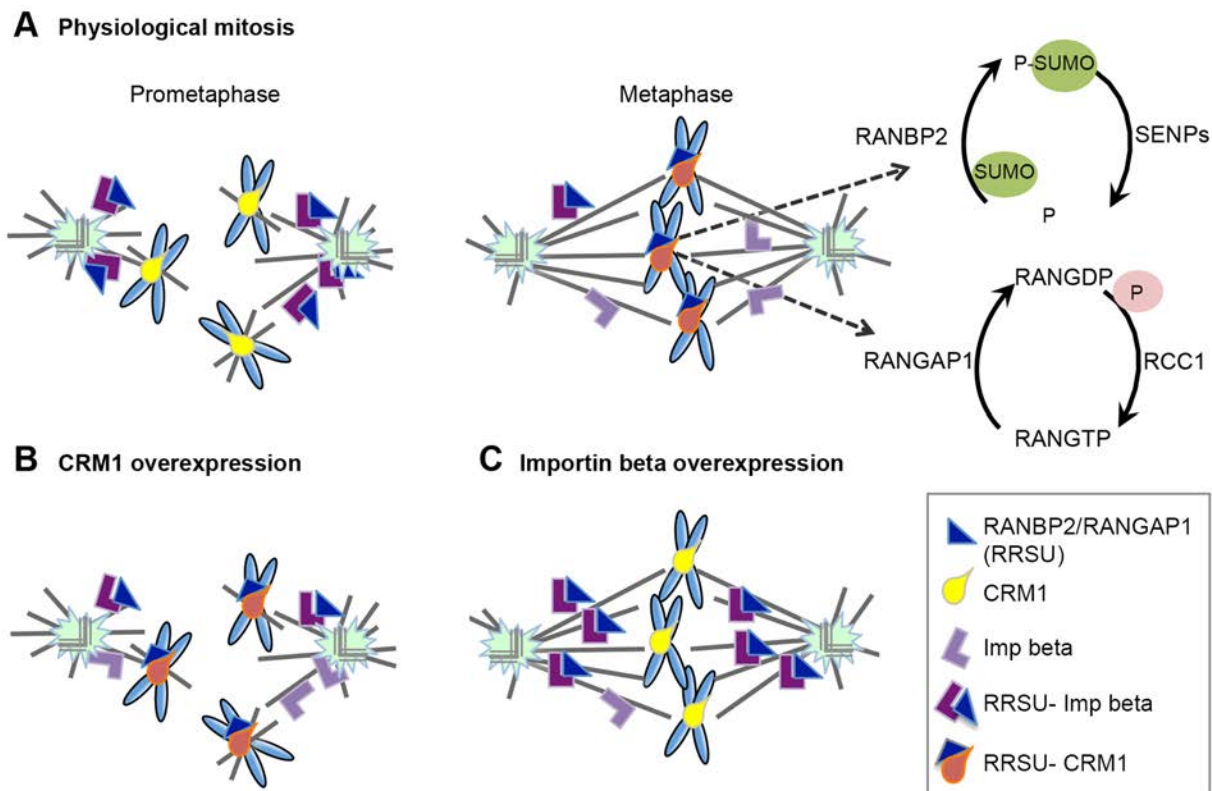 A Physiological mitosis
Prometaphase
Metaphase
P-SUMO
RANBP2
SENPs
SUMO
P
RANGDP
P
RANGAP1
RCC1
RANGTP
B CRM1 overexpression
C Importin beta overexpression
RANBP2/RANGAP1
(RRSU)
CRM1
Imp beta
RRSU- Imp beta
RRSU- CRM1